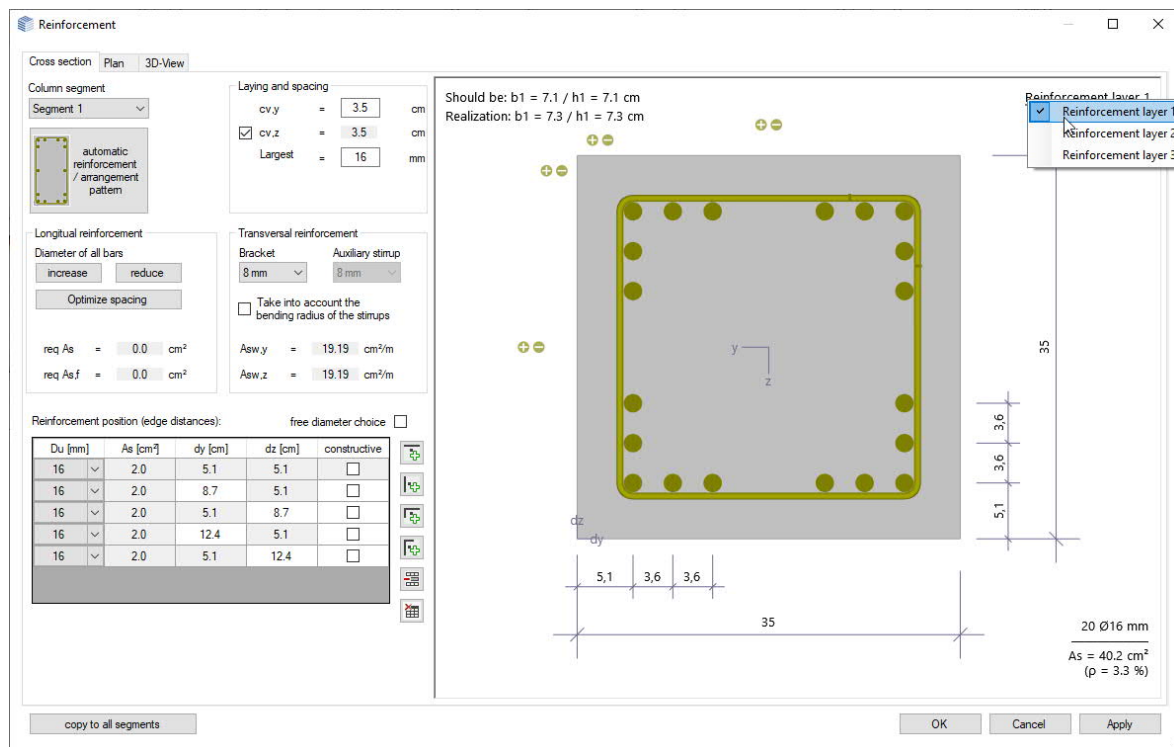 Reinforcement
Cross section Plan 3D-View
Column segment
Segment 1
automatic
reinforcement
/ arrangement
pattern
Laying and spacing
cv,y = 3.5 cm
cv,z = 3.5 cm
Largest = 16 mm
Longitual reinforcement
Diameter of all bars
increase reduce
Optimize spacing
req As = 0.0 cm²
req As,f = 0.0 cm²
Transversal reinforcement
Bracket Auxiliary stirrup
8 mm 8 mm
Take into account the
bending radius of the stirrups
Asw,y = 19.19 cm²/m
Asw,z = 19.19 cm²/m
Reinforcement position (edge distances): free diameter choice
Du [mm] As [cm²] dy [cm] dz [cm] constructive
16 2.0 5.1 5.1
16 2.0 8.7 5.1
16 2.0 5.1 8.7
16 2.0 12.4 5.1
16 2.0 5.1 12.4
Should be: b1 = 7.1 / h1 = 7.1 cm
Realization: b1 = 7.3 / h1 = 7.3 cm
Reinforcement layer 1
Reinforcement layer 1
Reinforcement layer 2
Reinforcement layer 3
y
z
35
3,6
3,6
5,1
dz
dy
5,1 3,6 3,6
35
20 Ø16 mm
As = 40.2 cm²
(ρ = 3.3 %)
copy to all segments
OK Cancel Apply